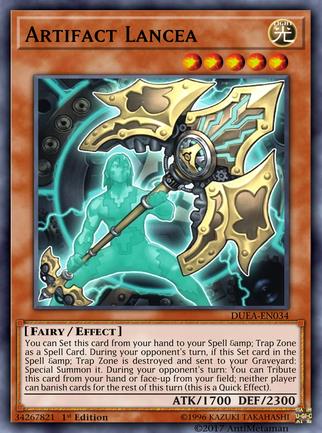 ARTIFACT LANCEA
LIGHT
光
DUEA-EN034
[ FAIRY / EFFECT ]
You can Set this card from your hand to your Spell &amp; Trap Zone
as a Spell Card. During your opponent's turn, if this Set card in the
Spell &amp; Trap Zone is destroyed and sent to your Graveyard:
Special Summon it. During your opponent's turn: You can Tribute
this card from your hand or face-up from your field; neither player
can banish cards for the rest of this turn (this is a Quick Effect).
ATK/1700 DEF/2300
34267821 1st Edition ©1996 KAZUKI TAKAHASHI
©2017 AntiMetaman